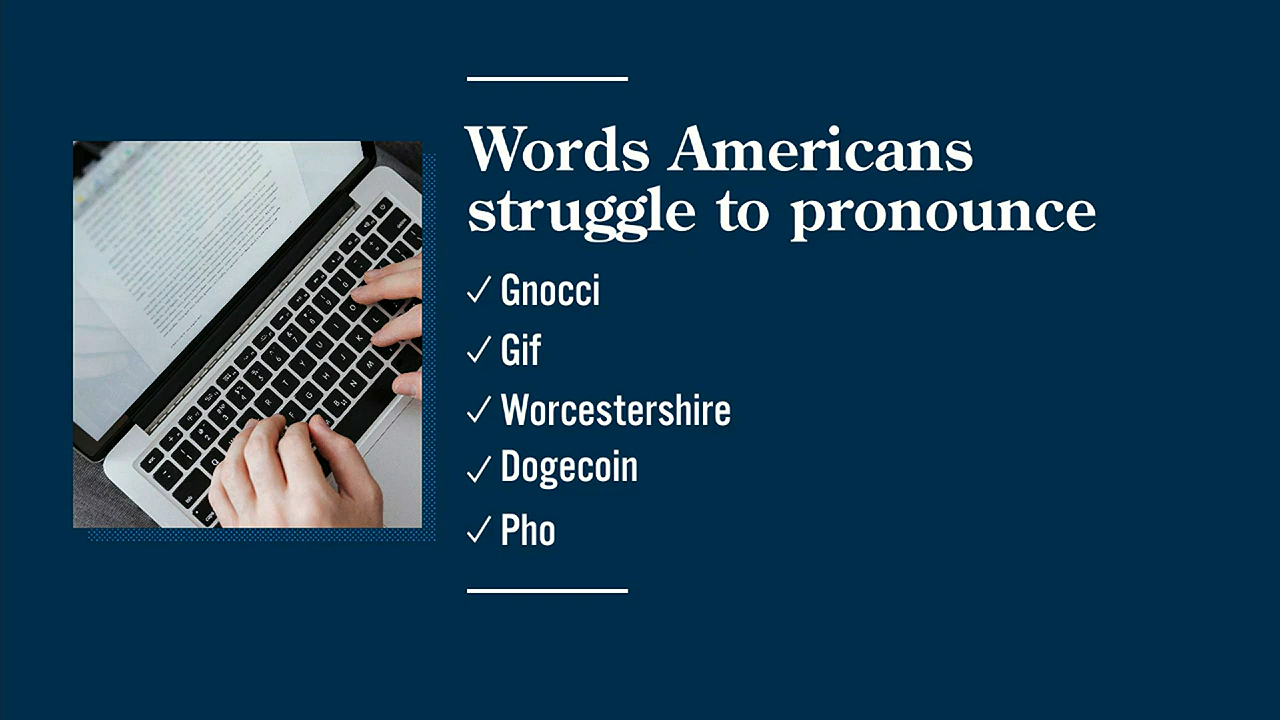 Words Americans
struggle to pronounce
✓ Gnocci
✓ Gif
✓ Worcestershire
✓ Dogecoin
✓ Pho